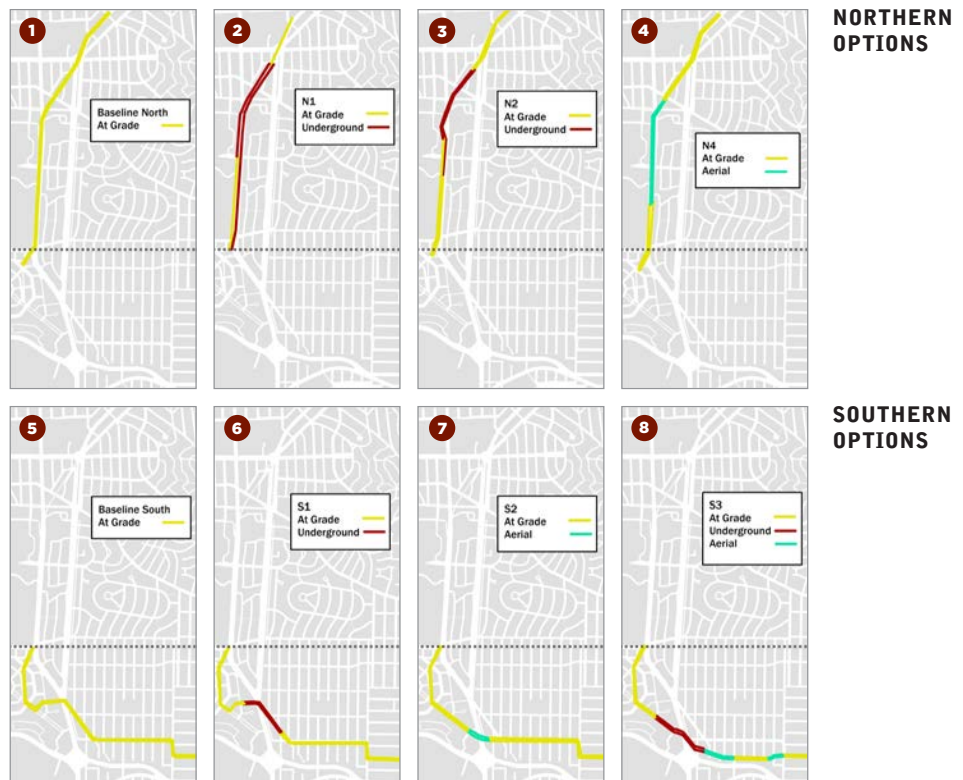 NORTHERN
OPTIONS
1
Baseline North
At Grade
2
N1
At Grade
Underground
3
N2
At Grade
Underground
4
N4
At Grade
Aerial
SOUTHERN
OPTIONS
5
Baseline South
At Grade
6
S1
At Grade
Underground
7
S2
At Grade
Aerial
8
S3
At Grade
Underground
Aerial